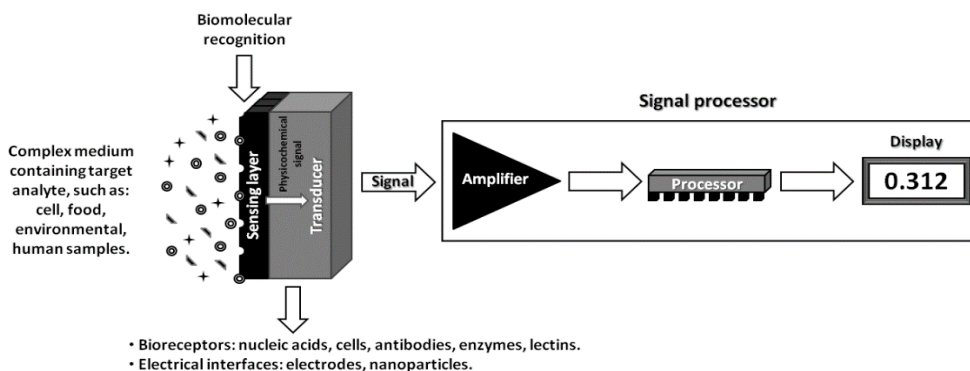 Biomolecular
recognition
Complex medium
containing target
analyte, such as:
cell, food,
environmental,
human samples.
Sensing layer
Physicochemical
signal
Transducer
Signal
Signal processor
Amplifier
Processor
Display
0.312
• Bioreceptors: nucleic acids, cells, antibodies, enzymes, lectins.
• Electrical interfaces: electrodes, nanoparticles.